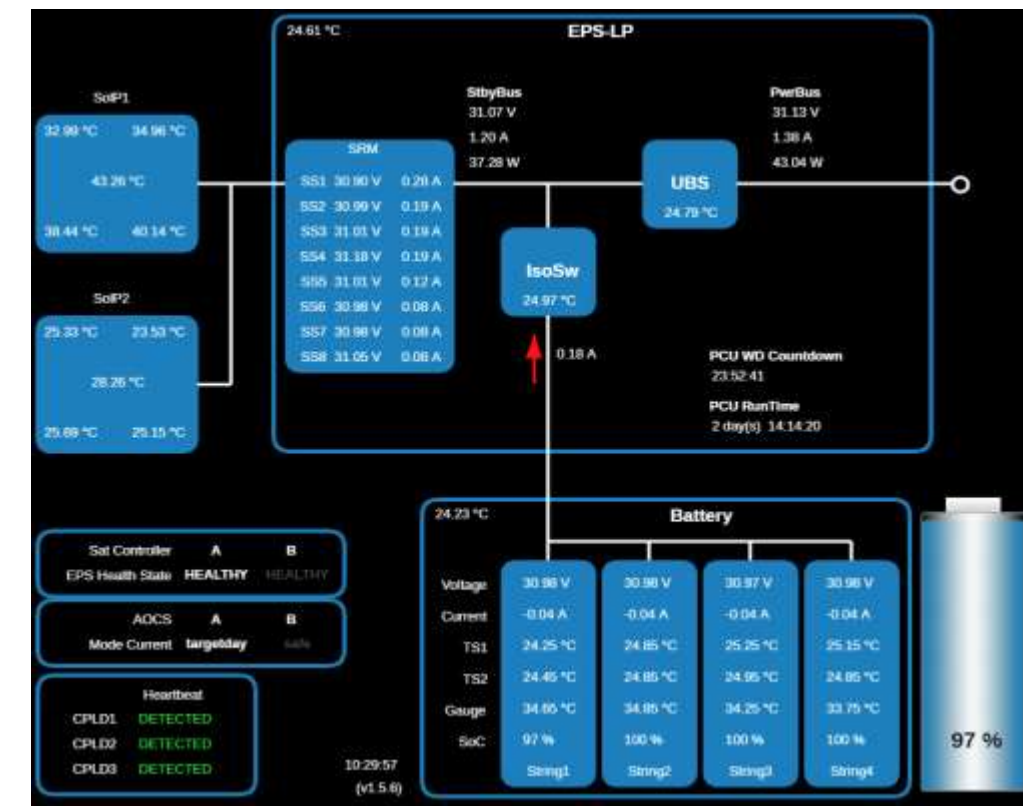 24.61 °C
EPS-LP
SolP1
32.99 °C 34.96 °C
43.26 °C
38.44 °C 40.14 °C
SolP2
25.33 °C 23.53 °C
28.26 °C
25.69 °C 25.15 °C
StbyBus
31.07 V
1.20 A
37.28 W
PwrBus
31.13 V
1.38 A
43.04 W
SRM
SS1 30.90 V 0.28 A
SS2 30.99 V 0.19 A
SS3 31.01 V 0.19 A
SS4 31.18 V 0.19 A
SS5 31.01 V 0.12 A
SS6 30.98 V 0.08 A
SS7 30.98 V 0.08 A
SS8 31.05 V 0.06 A
UBS
24.79 °C
IsoSw
24.97 °C
0.18 A
PCU WD Countdown
23:52:41
PCU RunTime
2 day(s) 14:14:20
Sat Controller A B
EPS Health State HEALTHY HEALTHY
AOCS A B
Mode Current targetday safe
Heartbeat
CPLD1 DETECTED
CPLD2 DETECTED
CPLD3 DETECTED
10:29:57
(v1.5.6)
24.23 °C
Battery
Voltage 30.98 V 30.98 V 30.97 V 30.98 V
Current -0.04 A -0.04 A -0.04 A -0.04 A
TS1 24.25 °C 24.85 °C 25.25 °C 25.15 °C
TS2 24.45 °C 24.85 °C 24.95 °C 24.85 °C
Gauge 34.65 °C 34.85 °C 34.25 °C 33.75 °C
SoC 97 % 100 % 100 % 100 %
String1 String2 String3 String4
97 %